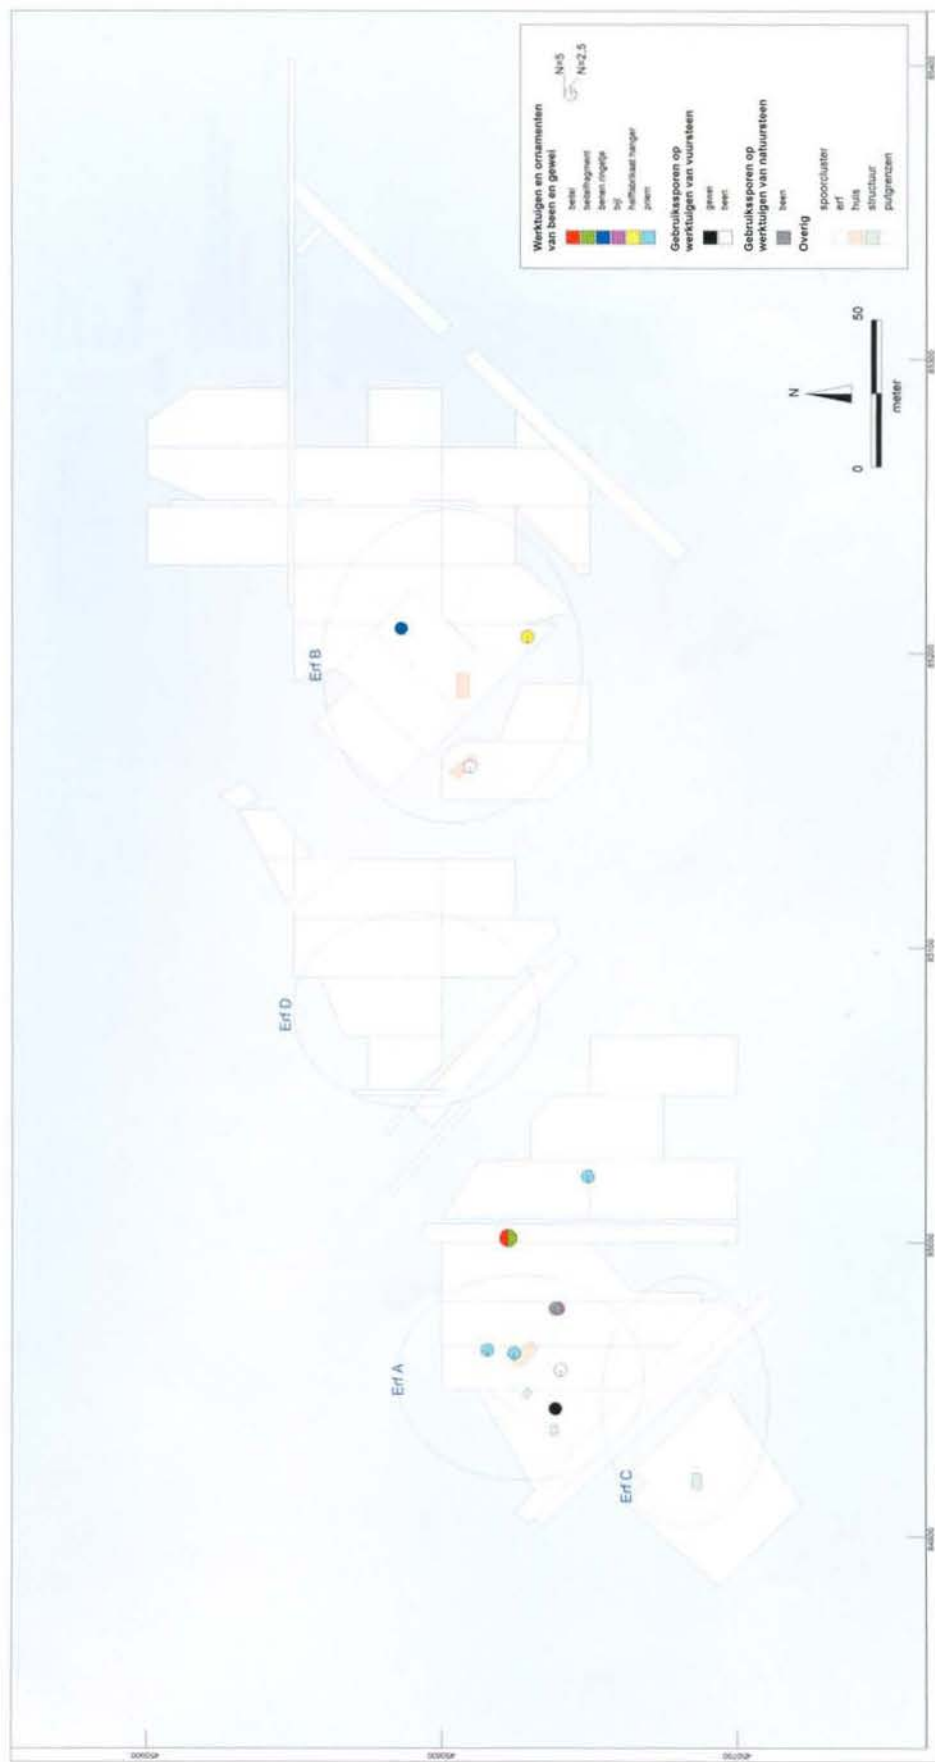 Erf A
Erf B
Erf C
Erf D
Werktuigen en ornamenten
van been en gewei
beitel
beitelfragment
benen ringetje
bijl
halffabrikaat hanger
priem
N=5
N=2,5
Gebruikssporen op
werktuigen van vuursteen
gewei
been
Gebruikssporen op
werktuigen van natuursteen
been
Overig
spoorcluster
erf
huis
structuur
putgrenzen
N
0 50
meter